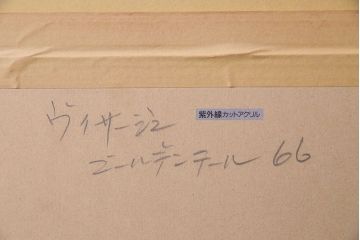 ヴィサージュ
紫外線カットアクリル
ゴールデンテール 66